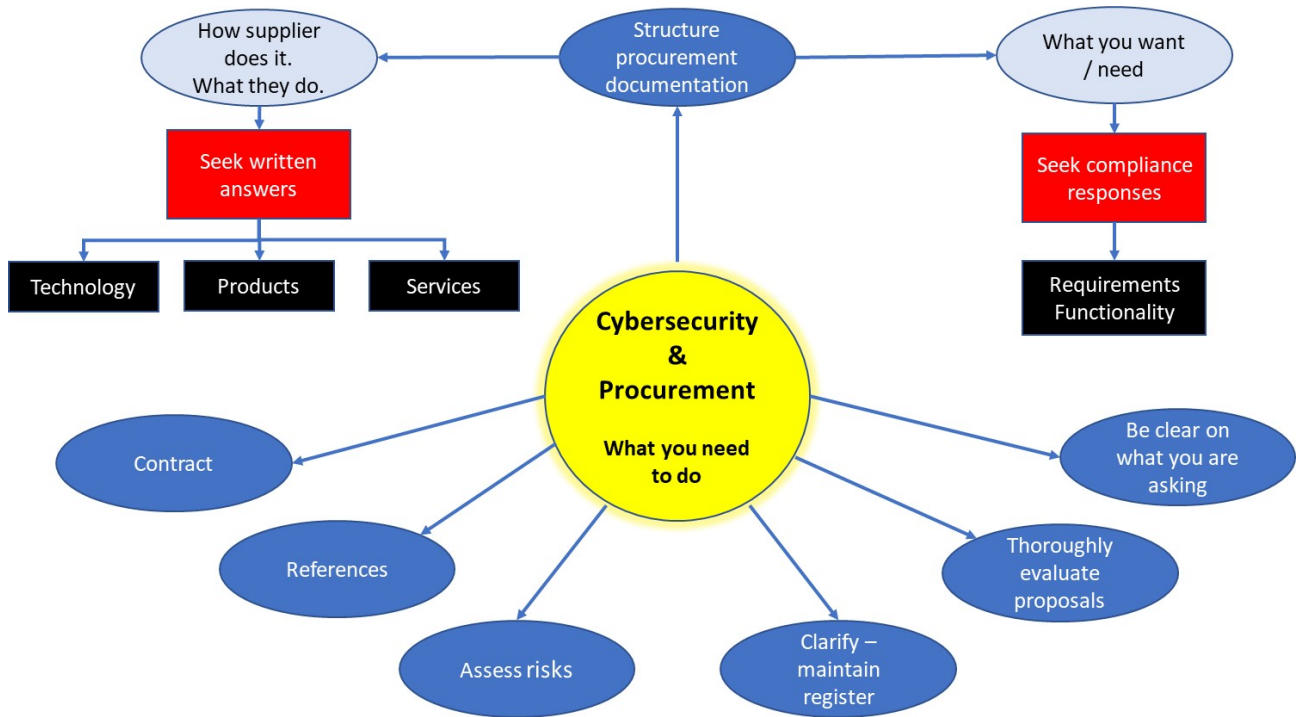 How supplier
does it.
What they do.
Structure
procurement
documentation
What you want
/ need
Seek written
answers
Seek compliance
responses
Technology
Products
Services
Requirements
Functionality
Cybersecurity
&
Procurement
What you need
to do
Contract
References
Assess risks
Clarify –
maintain
register
Thoroughly
evaluate
proposals
Be clear on
what you are
asking